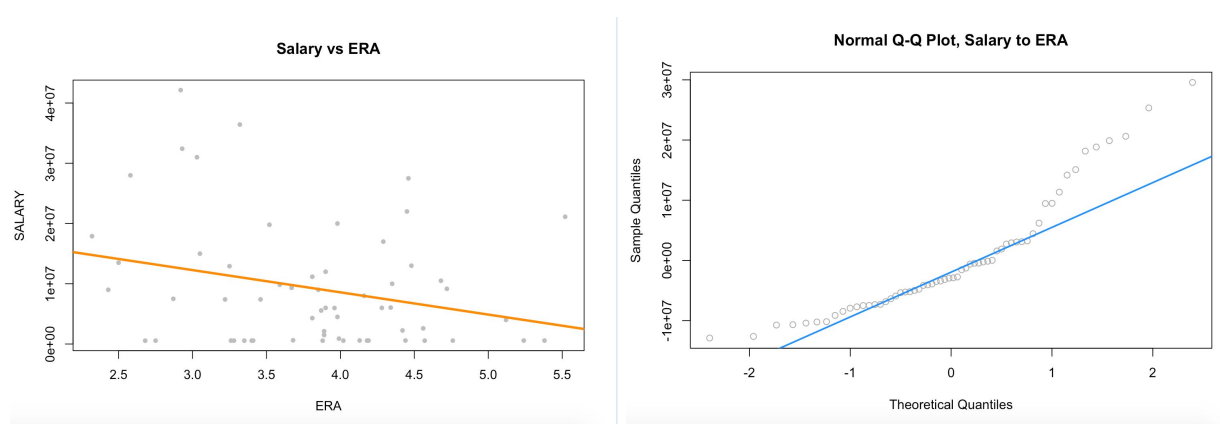 Salary vs ERA
SALARY
0e+00 1e+07 2e+07 3e+07 4e+07
2.5 3.0 3.5 4.0 4.5 5.0 5.5
ERA
Normal Q-Q Plot, Salary to ERA
Sample Quantiles
-1e+07 0e+00 1e+07 2e+07 3e+07
-2 -1 0 1 2
Theoretical Quantiles